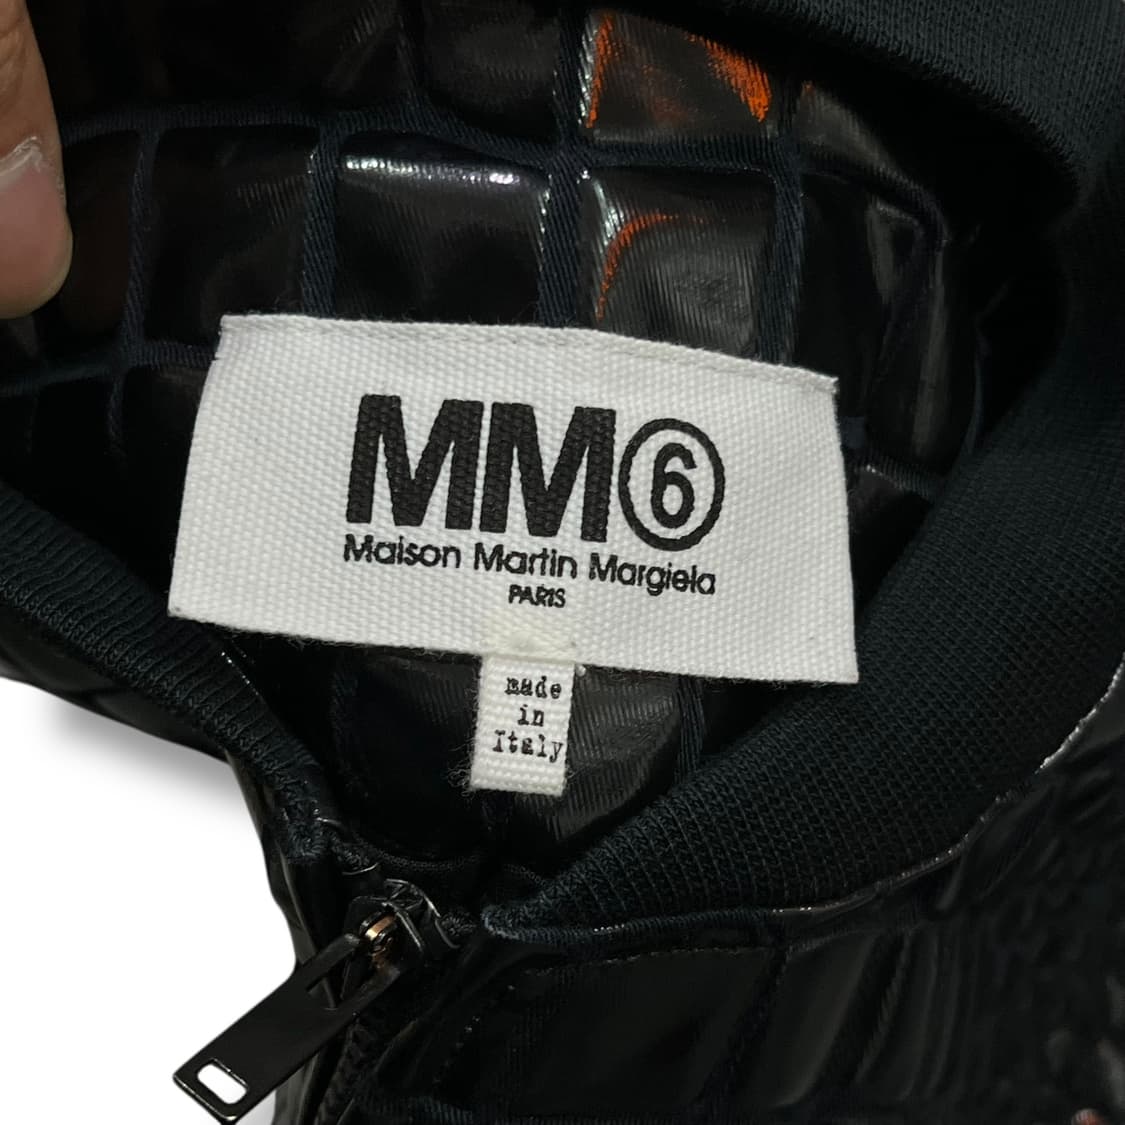 MM⑥
Maison Martin Margiela
PARIS
made
in
Italy